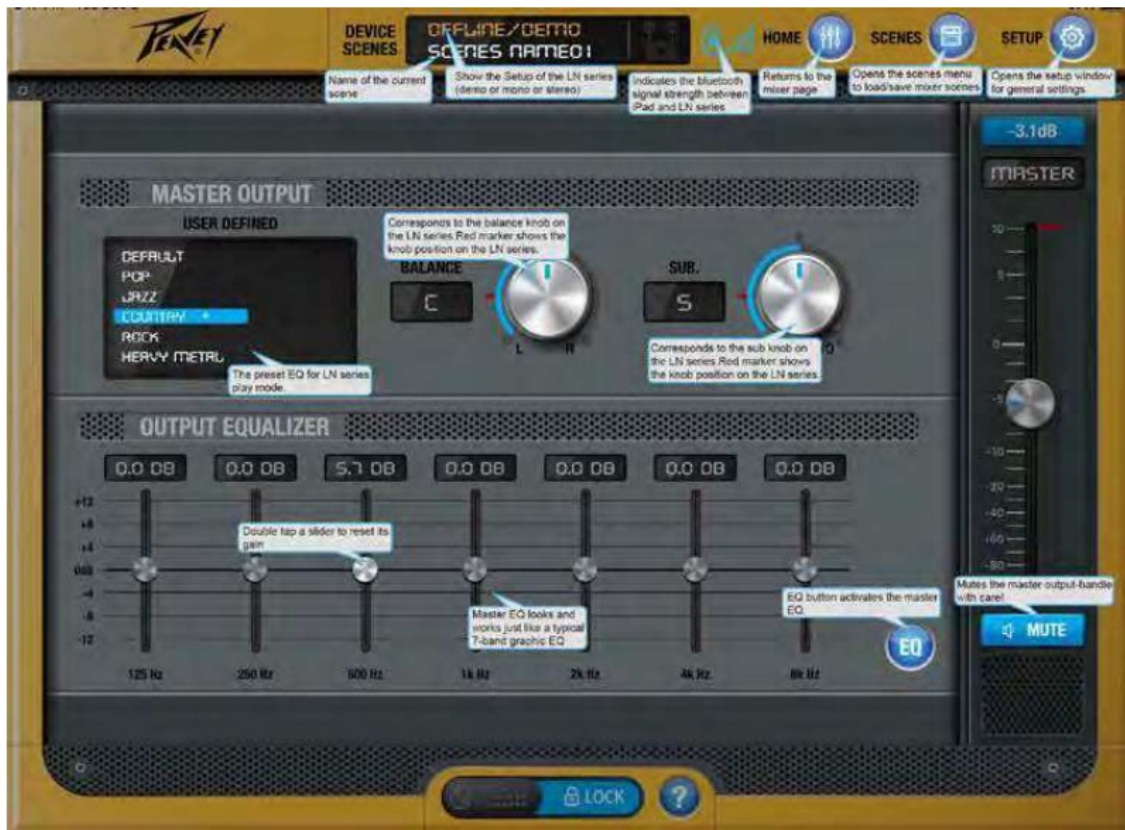 PEAVEY
DEVICE SCENES
OFFLINE/DEMO
SCENES NAME01
HOME
SCENES
SETUP
Name of the current
scene
Show the Setup of the LN series
(demo or mono or stereo)
Indicates the bluetooth
signal strength between
iPad and LN series
Returns to the
mixer page
Opens the scenes menu
to load/save mixer scenes
Opens the setup window
for general settings
-3.1dB
MASTER
MASTER OUTPUT
USER DEFINED
DEFAULT
POP
JAZZ
COUNTRY
ROCK
HEAVY METAL
The preset EQ for LN series
play mode.
Corresponds to the balance knob on
the LN series.Red marker shows the
knob position on the LN series.
BALANCE
C
L R
SUB.
S
Corresponds to the sub knob on
the LN series.Red marker shows
the knob position on the LN series.
10
5
0
-5
-10
-20
-40
-60
-80
OUTPUT EQUALIZER
0.0 DB 0.0 DB 5.7 DB 0.0 DB 0.0 DB 0.0 DB 0.0 DB
+12
+8
+4
0dB
-4
-8
-12
Double tap a slider to reset its
gain
Master EQ looks and
works just like a typical
7-band graphic EQ
EQ button activates the master
EQ.
EQ
Mutes the master output-handle
with care!
MUTE
125 Hz 250 Hz 500 Hz 1k Hz 2k Hz 4k Hz 8k Hz
LOCK
?